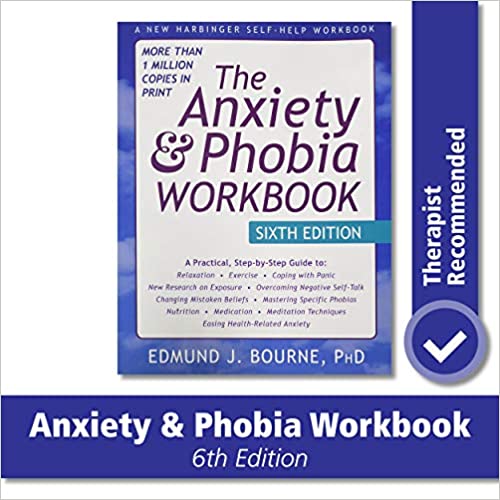 A NEW HARBINGER SELF-HELP WORKBOOK
MORE THAN
1 MILLION
COPIES IN
PRINT
The
Anxiety
& Phobia
WORKBOOK
SIXTH EDITION
A Practical, Step-by-Step Guide to:
Relaxation • Exercise • Coping with Panic
New Research on Exposure • Overcoming Negative Self-Talk
Changing Mistaken Beliefs • Mastering Specific Phobias
Nutrition • Medication • Meditation Techniques
Easing Health-Related Anxiety
EDMUND J. BOURNE, PHD
Therapist
Recommended
Anxiety & Phobia Workbook
6th Edition